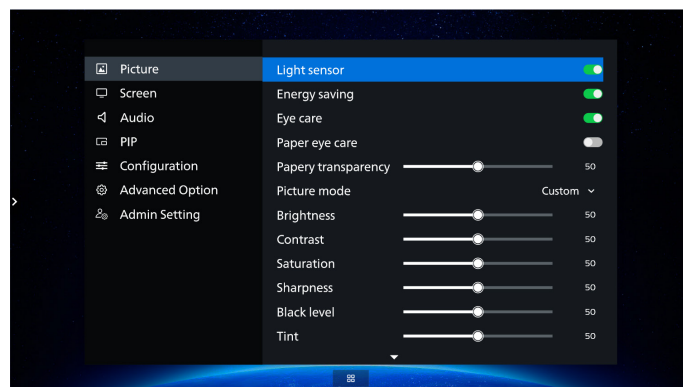 Picture
Screen
Audio
PIP
Configuration
Advanced Option
Admin Setting
Light sensor
Energy saving
Eye care
Paper eye care
Papery transparency 50
Picture mode Custom
Brightness 50
Contrast 50
Saturation 50
Sharpness 50
Black level 50
Tint 50